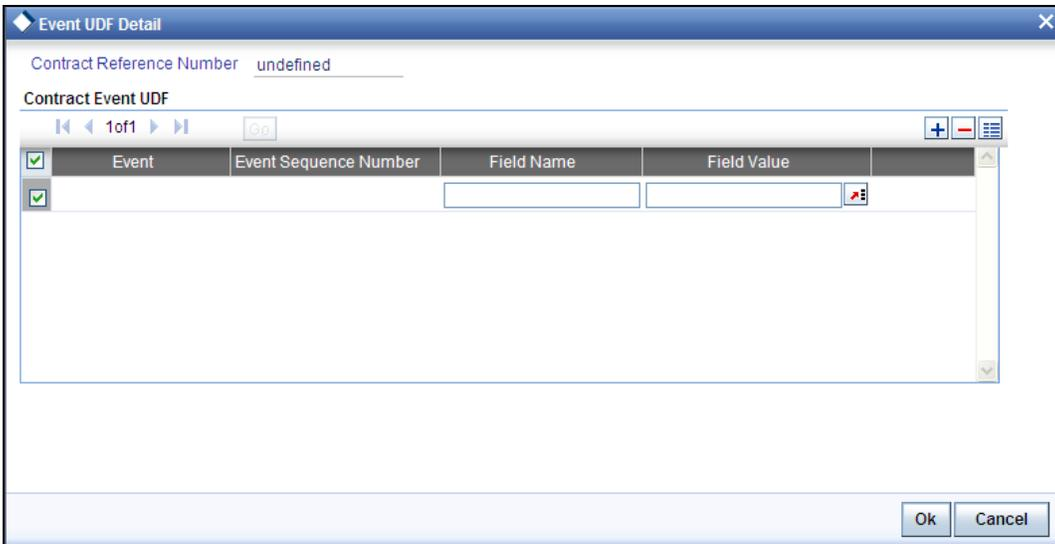 Event UDF Detail
Contract Reference Number undefined
Contract Event UDF
1of1 Go
Event Event Sequence Number Field Name Field Value
Ok Cancel